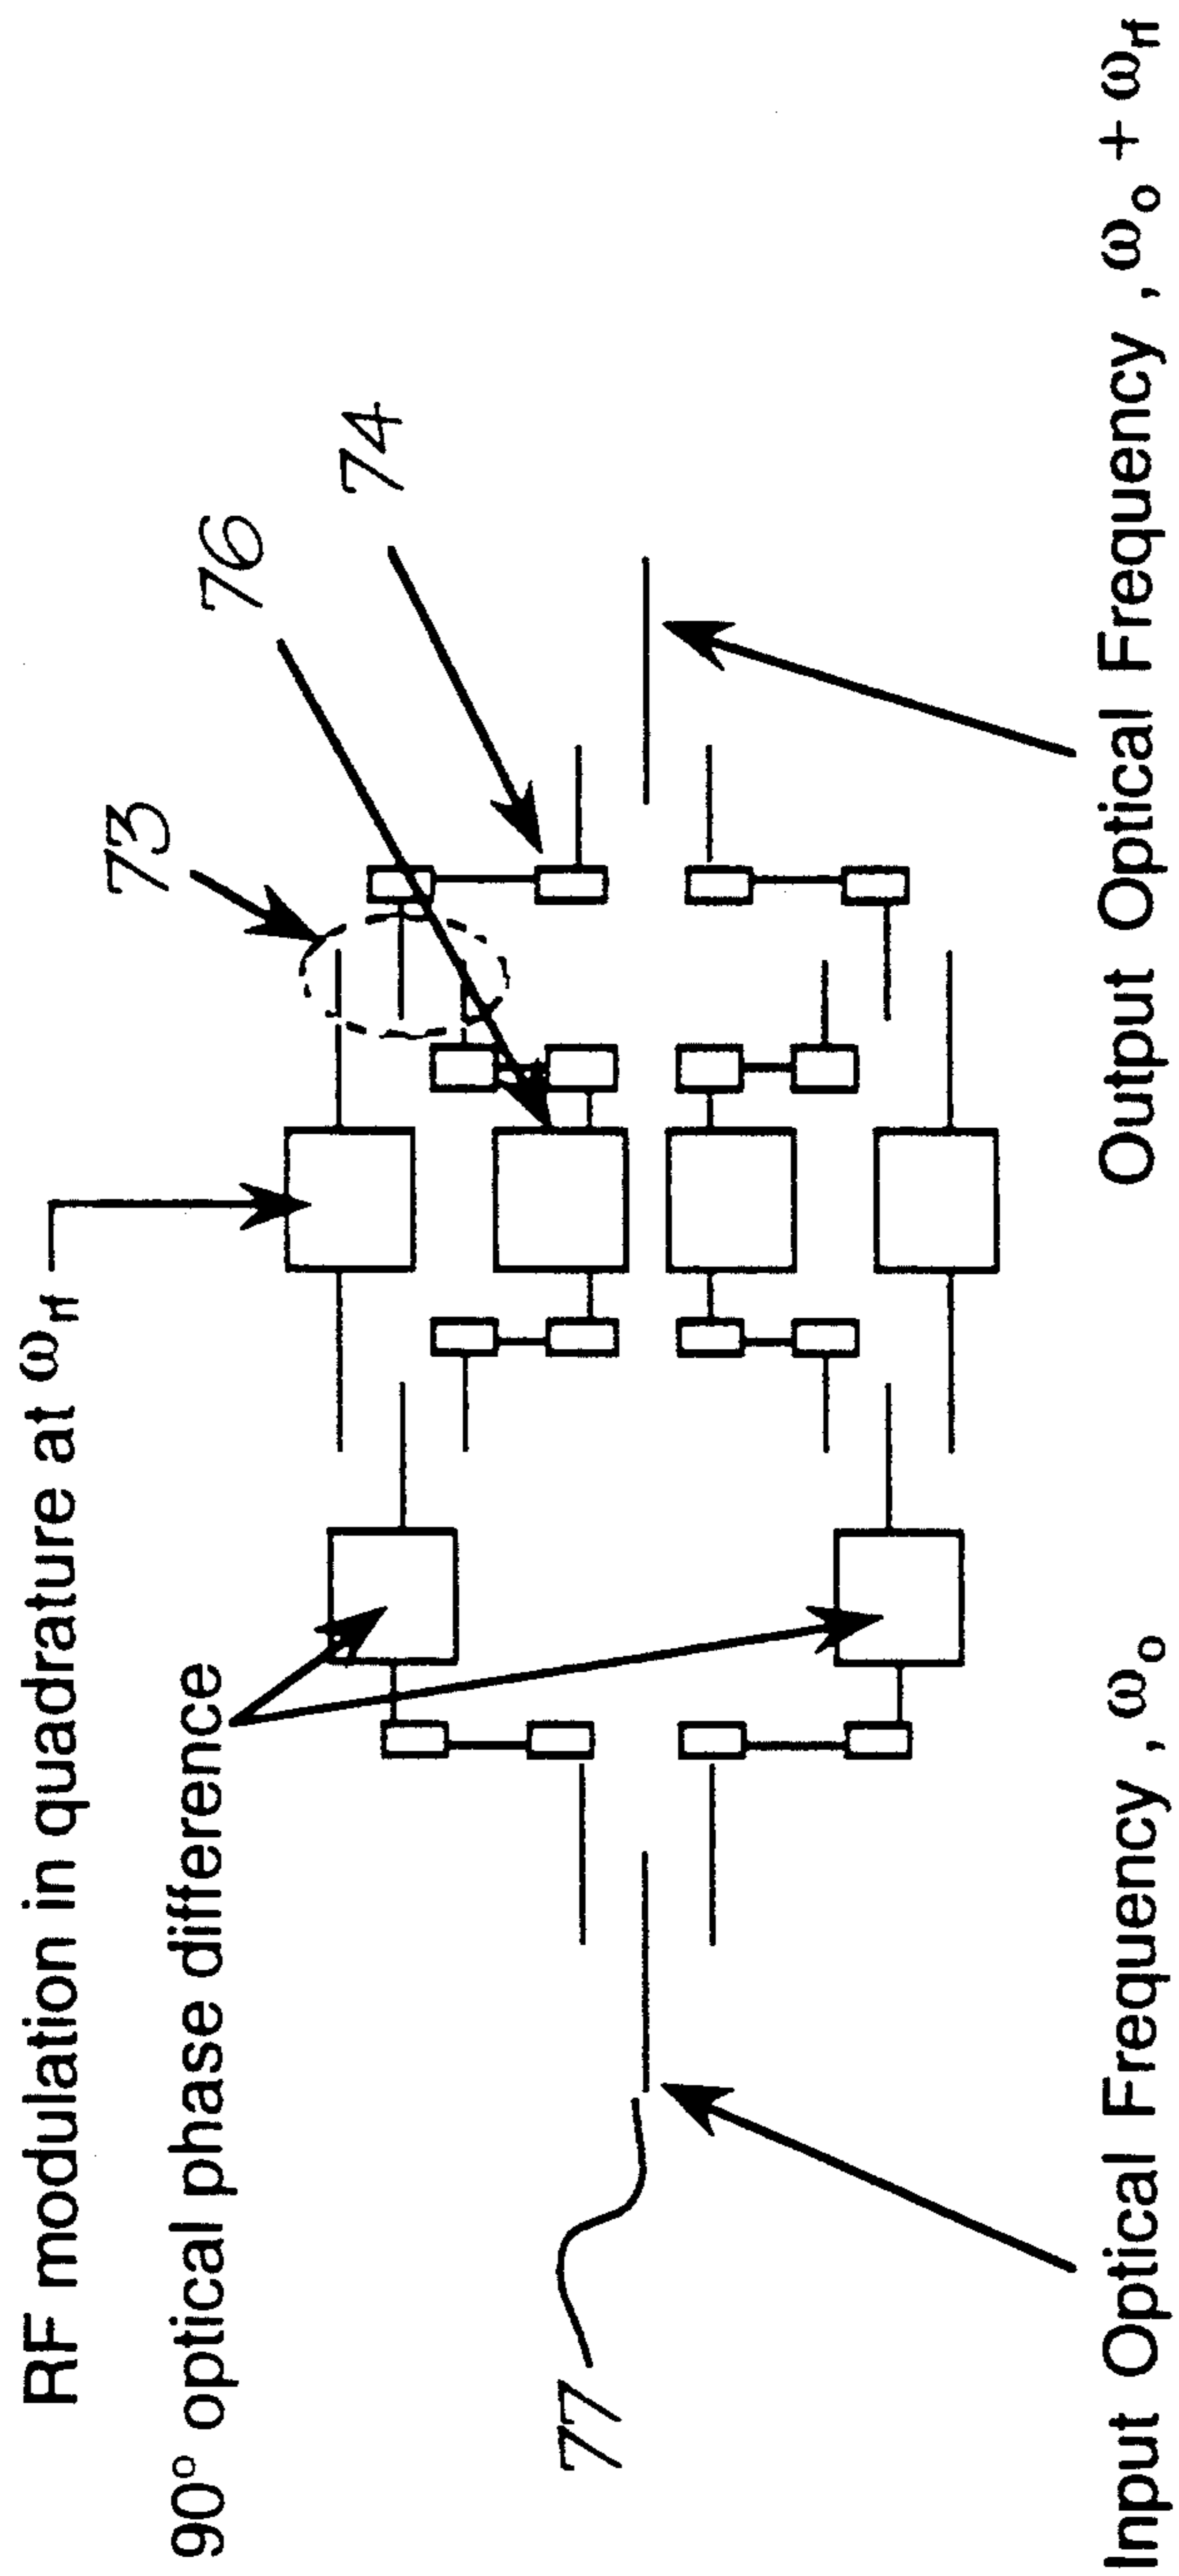 RF modulation in quadrature at ωrf
90° optical phase difference
73
76
74
77
Input Optical Frequency , ωo
Output Optical Frequency , ωo + ωrf